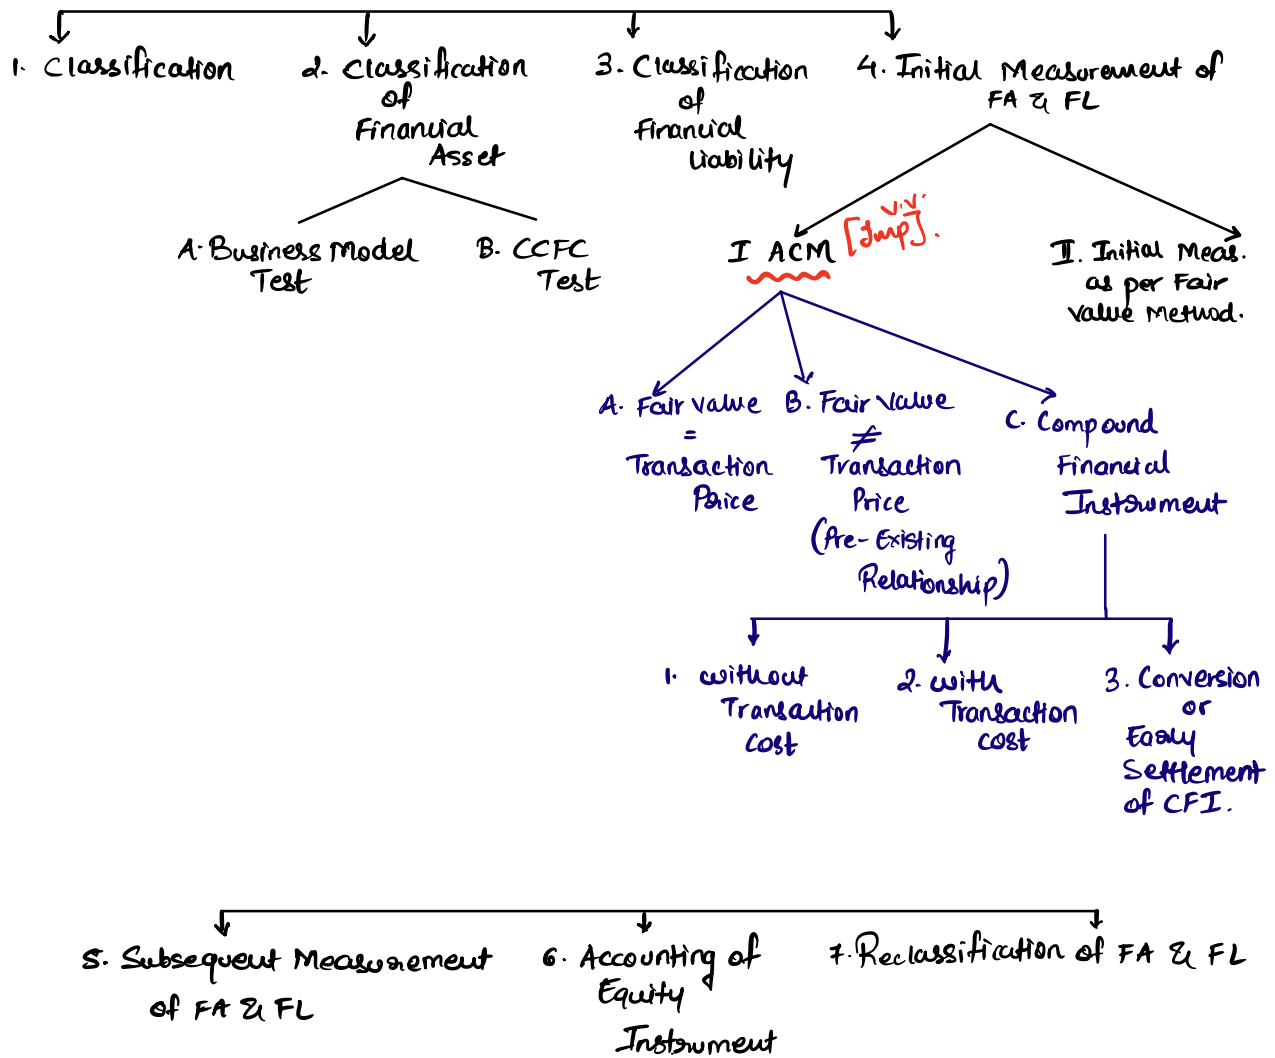 1. Classification
2. Classification
of
Financial
Asset
3. Classification
of
Financial
Liability
4. Initial Measurement of
FA & FL
A. Business Model
Test
B. CCFC
Test
I ACM
V.V.
[Imp].
II. Initial Meas.
as per Fair
Value Method.
A. Fair value
=
Transaction
Price
B. Fair Value
≠
Transaction
Price
(Pre-Existing
Relationship)
C. Compound
Financial
Instrument
1. without
Transaction
Cost
2. with
Transaction
Cost
3. Conversion
or
Early
Settlement
of CFI.
5. Subsequent Measurement
of FA & FL
6. Accounting of
Equity
Instrument
7. Reclassification of FA & FL